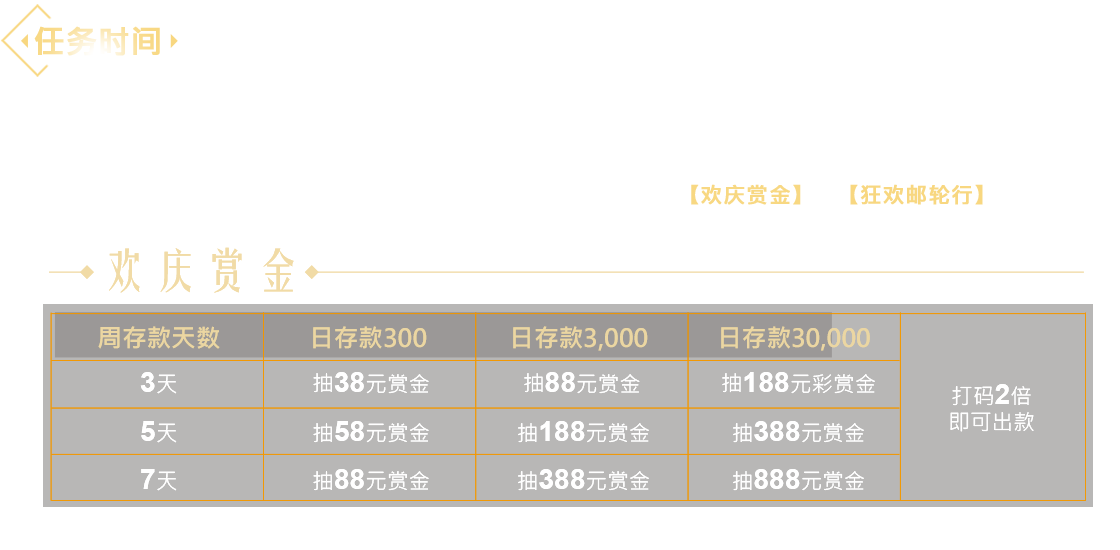 任务时间
【欢庆赏金】 【狂欢邮轮行】
欢庆赏金
周存款天数 日存款300 日存款3,000 日存款30,000
3天 抽38元赏金 抽88元赏金 抽188元彩赏金
打码2倍
即可出款
5天 抽58元赏金 抽188元赏金 抽388元赏金
7天 抽88元赏金 抽388元赏金 抽888元赏金